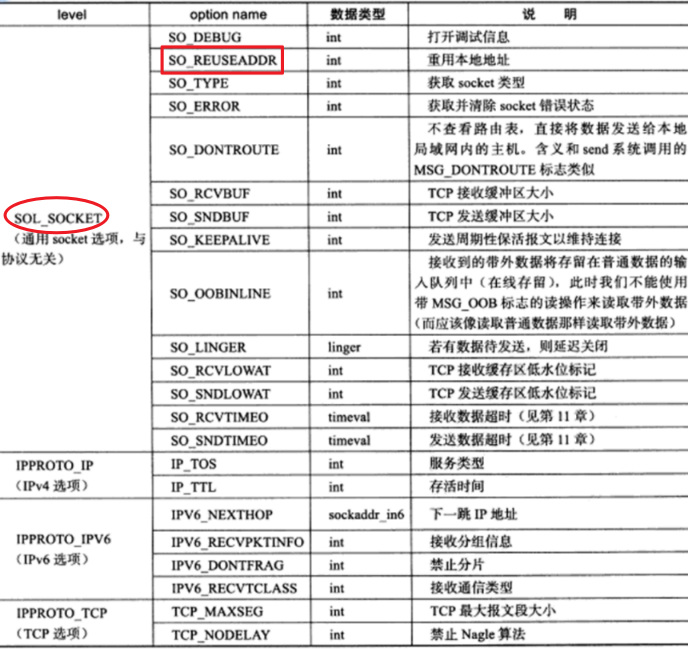 level option name 数据类型 说 明
SO_DEBUG int 打开调试信息
SO_REUSEADDR int 重用本地地址
SO_TYPE int 获取 socket 类型
SO_ERROR int 获取并清除 socket 错误状态
不查看路由表，直接将数据发送给本地
SO_DONTROUTE int 局域网内的主机。含义和 send 系统调用的
MSG_DONTROUTE 标志类似
SO_RCVBUF int TCP 接收缓冲区大小
SOL_SOCKET SO_SNDBUF int TCP 发送缓冲区大小
（通用 socket 选项，与 SO_KEEPALIVE int 发送周期性保活报文以维持连接
协议无关）
接收到的带外数据将存留在普通数据的输
SO_OOBINLINE int 入队列中（在线存留），此时我们不能使用
带 MSG_OOB 标志的读操作来读取带外数据
（而应该像读取普通数据那样读取带外数据）
SO_LINGER linger 若有数据待发送，则延迟关闭
SO_RCVLOWAT int TCP 接收缓存区低水位标记
SO_SNDLOWAT int TCP 发送缓存区低水位标记
SO_RCVTIMEO timeval 接收数据超时（见第 11 章）
SO_SNDTIMEO timeval 发送数据超时（见第 11 章）
IPPROTO_IP IP_TOS int 服务类型
（IPv4 选项） IP_TTL int 存活时间
IPV6_NEXTHOP sockaddr_in6 下一跳 IP 地址
IPPROTO_IPV6 IPV6_RECVPKTINFO int 接收分组信息
（IPv6 选项） IPV6_DONTFRAG int 禁止分片
IPV6_RECVTCLASS int 接收通信类型
IPPROTO_TCP TCP_MAXSEG int TCP 最大报文段大小
（TCP 选项） TCP_NODELAY int 禁止 Nagle 算法